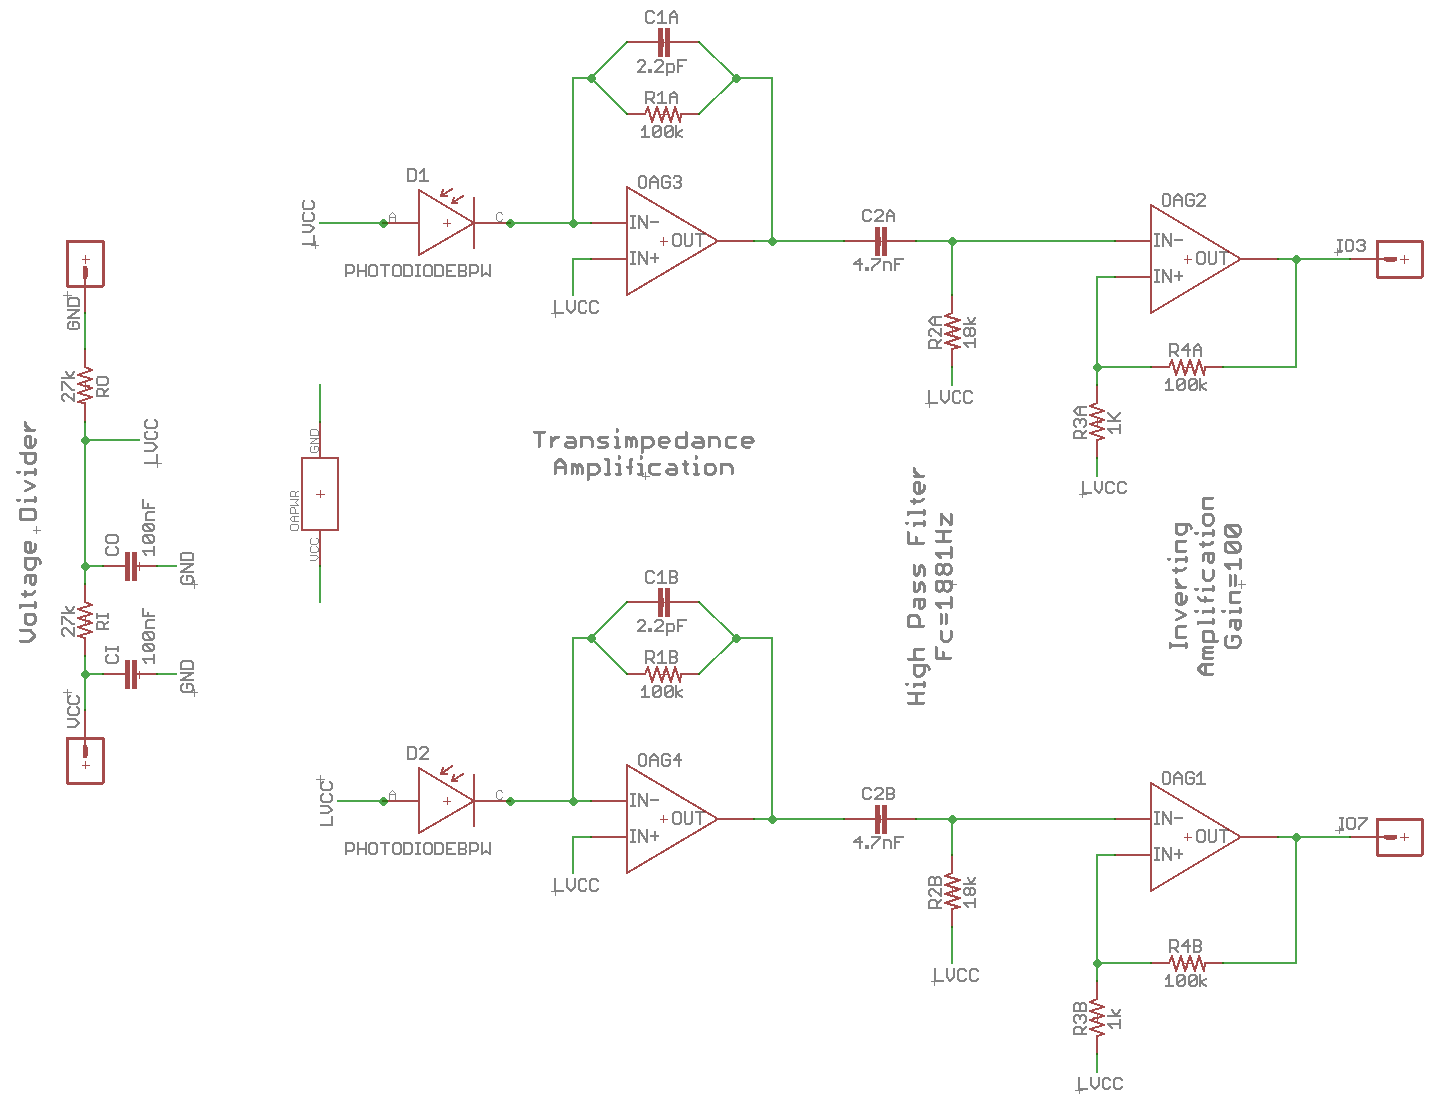 C1A
2.2pF
R1A
100k
OAG3
IN-
OUT
IN+
LVCC
D1
A
C
PHOTODIODEBPW
LVCC
C2A
4.7nF
R2A
18k
LVCC
OAG2
IN-
OUT
IN+
IO3
R4A
100k
R3A
1K
LVCC
GND
27k
RO
LVCC
CO
100nF
GND
27k
RI
CI
100nF
GND
VCC
Voltage Divider
GND
OAPWR
VCC
Transimpedance
Amplification
High Pass Filter
Fc=1881Hz
Inverting
Amplification
Gain=100
C1B
2.2pF
R1B
100k
OAG4
IN-
OUT
IN+
LVCC
D2
A
C
PHOTODIODEBPW
LVCC
C2B
4.7nF
R2B
18k
LVCC
OAG1
IN-
OUT
IN+
IO7
R4B
100k
R3B
1k
LVCC